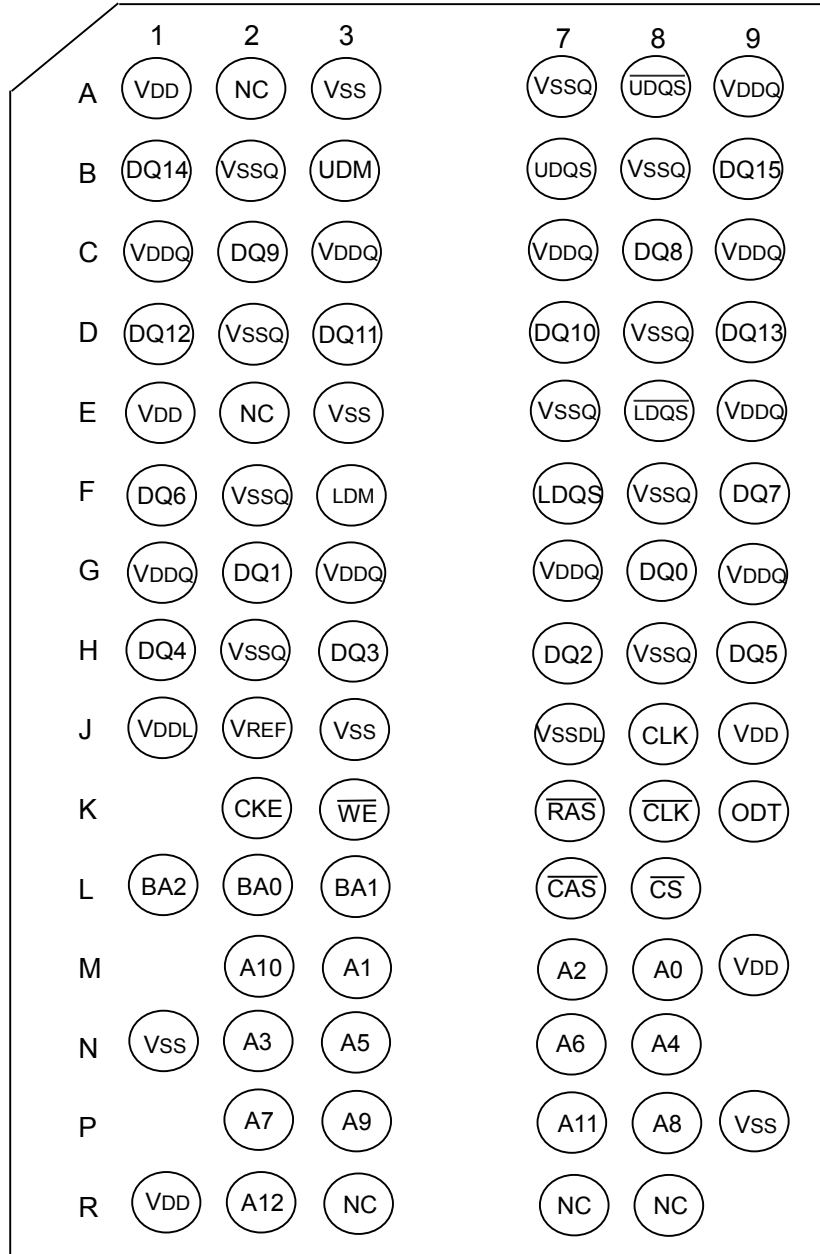 1 2 3 7 8 9
A VDD NC VSS VSSQ UDQS VDDQ
B DQ14 VSSQ UDM UDQS VSSQ DQ15
C VDDQ DQ9 VDDQ VDDQ DQ8 VDDQ
D DQ12 VSSQ DQ11 DQ10 VSSQ DQ13
E VDD NC VSS VSSQ LDQS VDDQ
F DQ6 VSSQ LDM LDQS VSSQ DQ7
G VDDQ DQ1 VDDQ VDDQ DQ0 VDDQ
H DQ4 VSSQ DQ3 DQ2 VSSQ DQ5
J VDDL VREF VSS VSSDL CLK VDD
K CKE WE RAS CLK ODT
L BA2 BA0 BA1 CAS CS
M A10 A1 A2 A0 VDD
N VSS A3 A5 A6 A4
P A7 A9 A11 A8 VSS
R VDD A12 NC NC NC